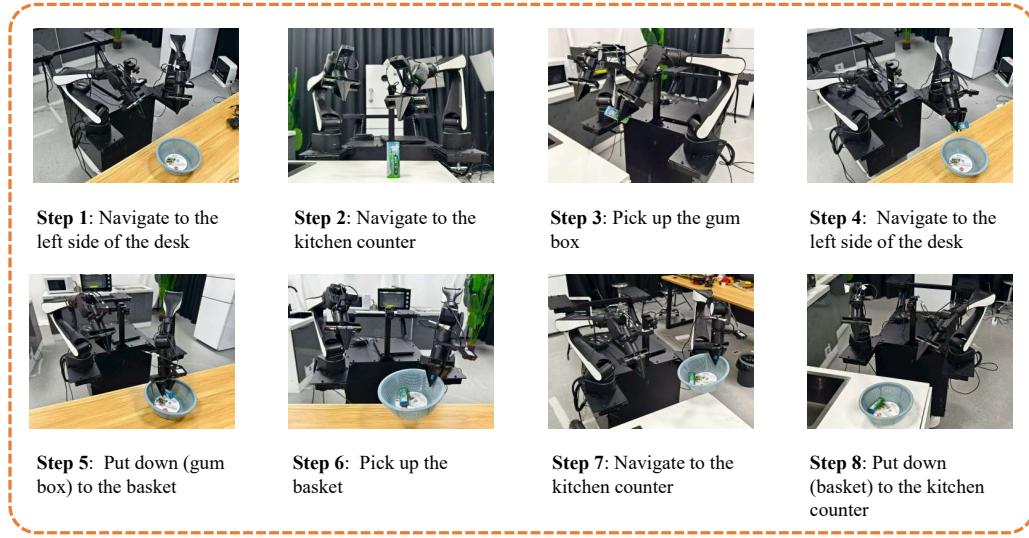 Step 1: Navigate to the
left side of the desk
Step 2: Navigate to the
kitchen counter
Step 3: Pick up the gum
box
Step 4: Navigate to the
left side of the desk
Step 5: Put down (gum
box) to the basket
Step 6: Pick up the
basket
Step 7: Navigate to the
kitchen counter
Step 8: Put down
(basket) to the kitchen
counter